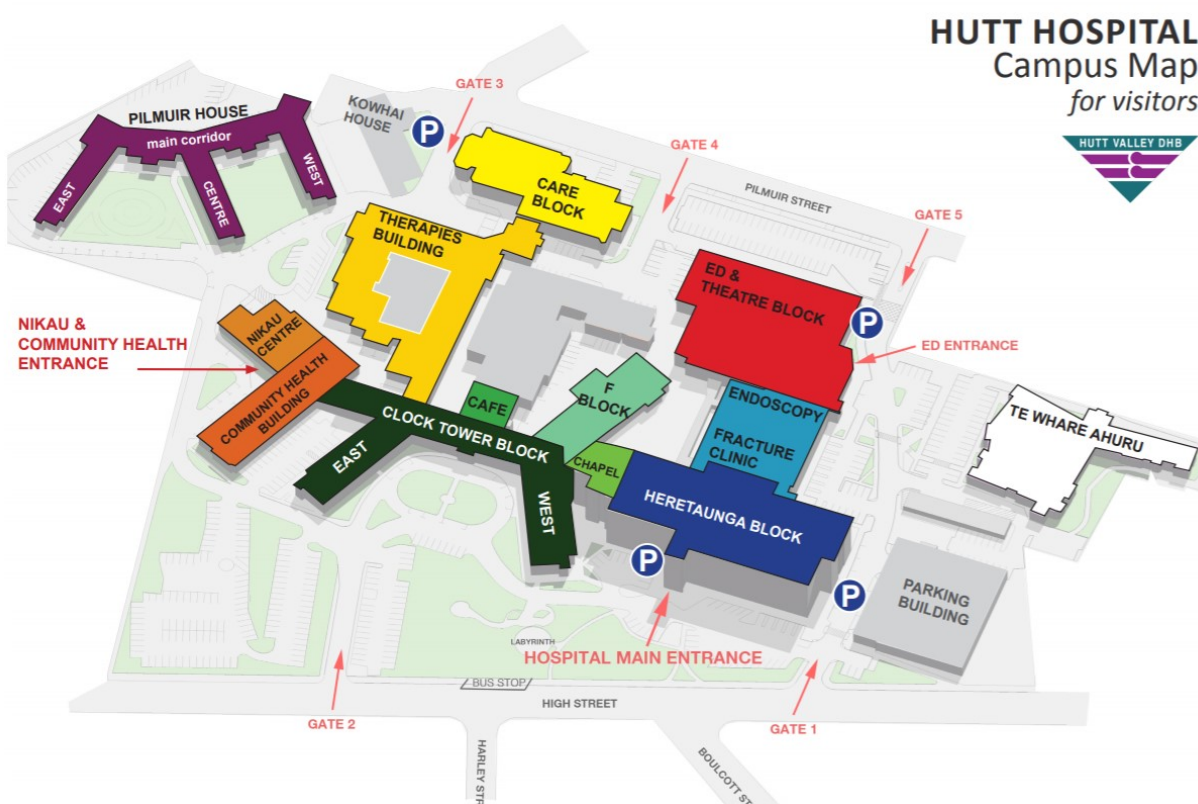 HUTT HOSPITAL
Campus Map
for visitors
HUTT VALLEY DHB
GATE 3
KOWHAI
HOUSE
P
PILMUIR HOUSE
main corridor
EAST
CENTRE
WEST
CARE
BLOCK
GATE 4
PILMUIR STREET
GATE 5
THERAPIES
BUILDING
ED &
THEATRE BLOCK
P
ED ENTRANCE
NIKAU &
COMMUNITY HEALTH
ENTRANCE
NIKAU
CENTRE
COMMUNITY HEALTH
BUILDING
CAFE
F
BLOCK
ENDOSCOPY
FRACTURE
CLINIC
TE WHARE AHURU
CLOCK TOWER BLOCK
EAST
WEST
CHAPEL
HERETAUNGA BLOCK
P
P
PARKING
BUILDING
LABYRINTH
HOSPITAL MAIN ENTRANCE
BUS STOP
HIGH STREET
GATE 2
GATE 1
HARLEY STR
BOULCOTT ST